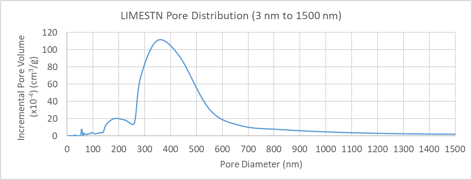 LIMESTN Pore Distribution (3 nm to 1500 nm)
Incremental Pore Volume
(x10⁻⁴) (cm³/g)
120
100
80
60
40
20
0
0 100 200 300 400 500 600 700 800 900 1000 1100 1200 1300 1400 1500
Pore Diameter (nm)